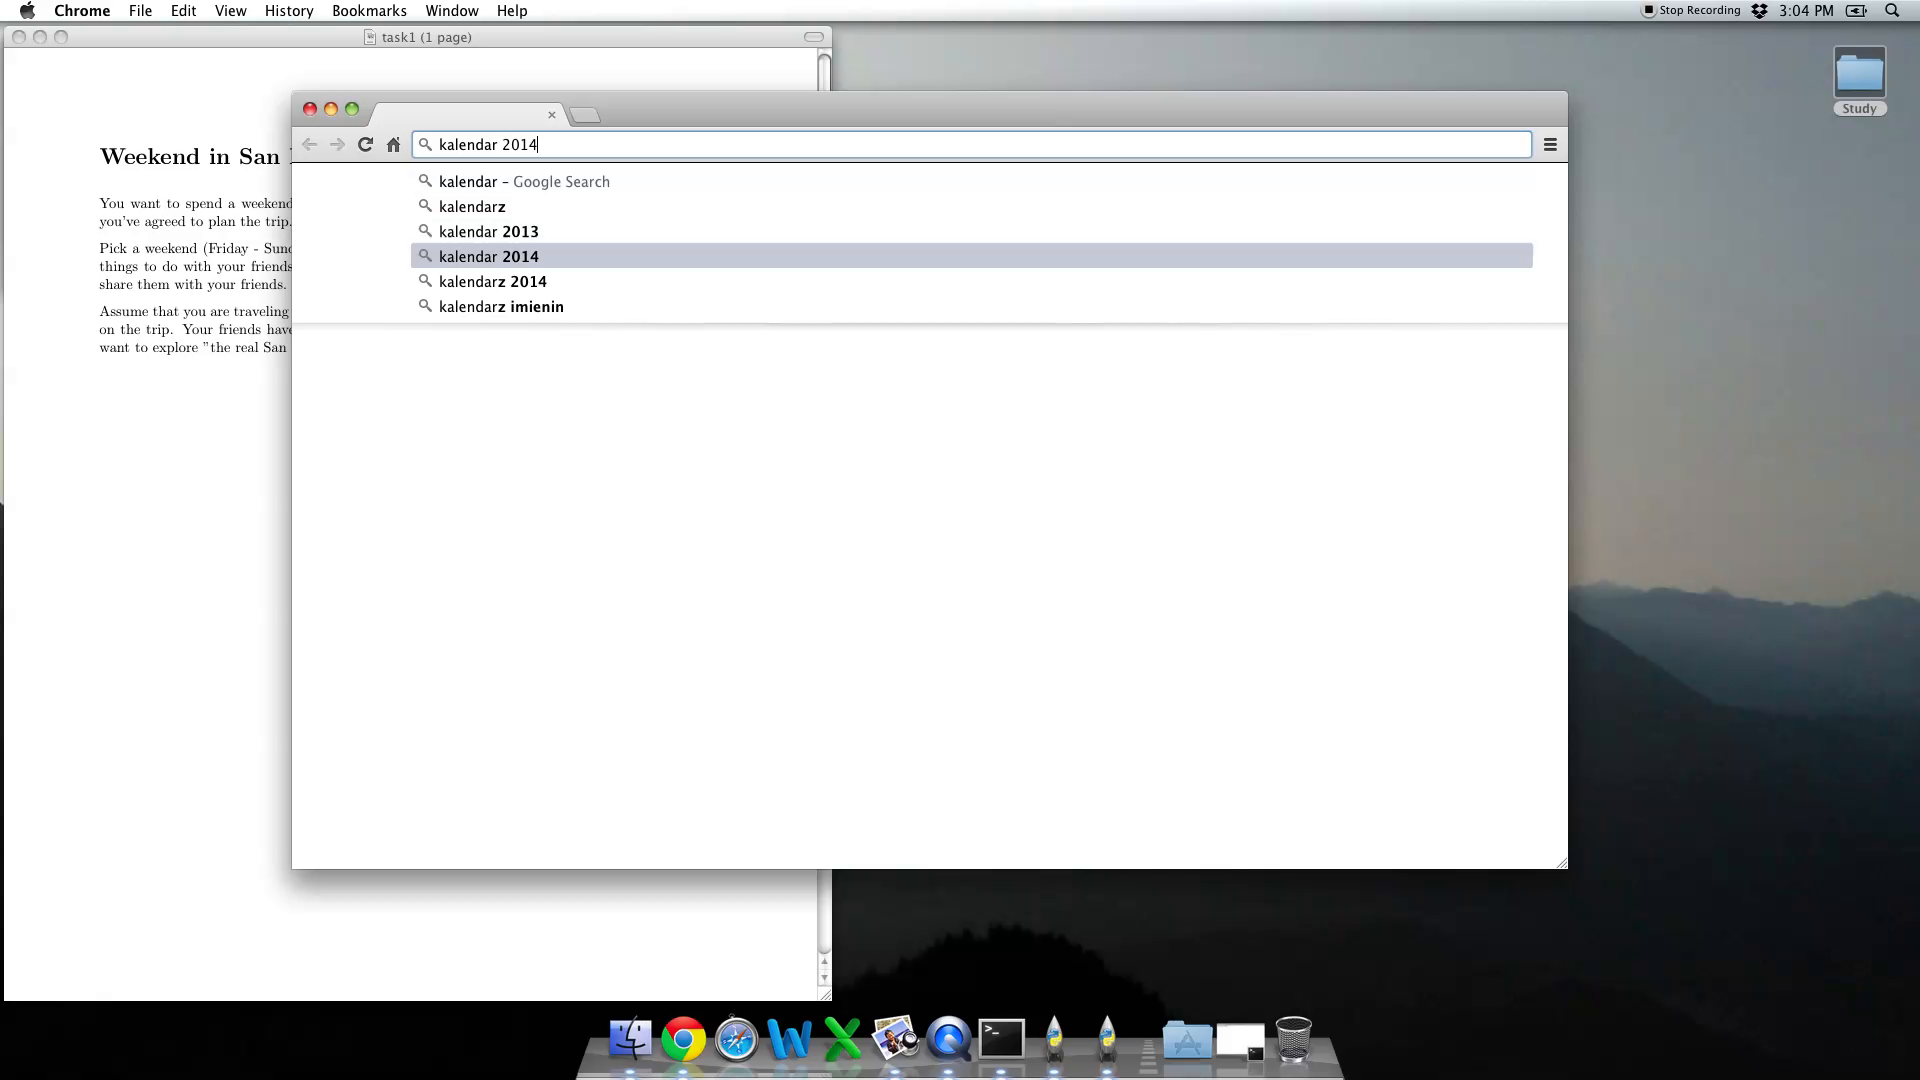 Chrome File Edit View History Bookmarks Window Help
Stop Recording 3:04 PM
task1 (1 page)
Study
kalendar 2014
kalendar – Google Search
kalendarz
kalendar 2013
kalendar 2014
kalendarz 2014
kalendarz imienin
Weekend in San
You want to spend a weekend
you've agreed to plan the trip.
Pick a weekend (Friday - Sund
things to do with your friends
share them with your friends.
Assume that you are traveling
on the trip. Your friends have
want to explore "the real San